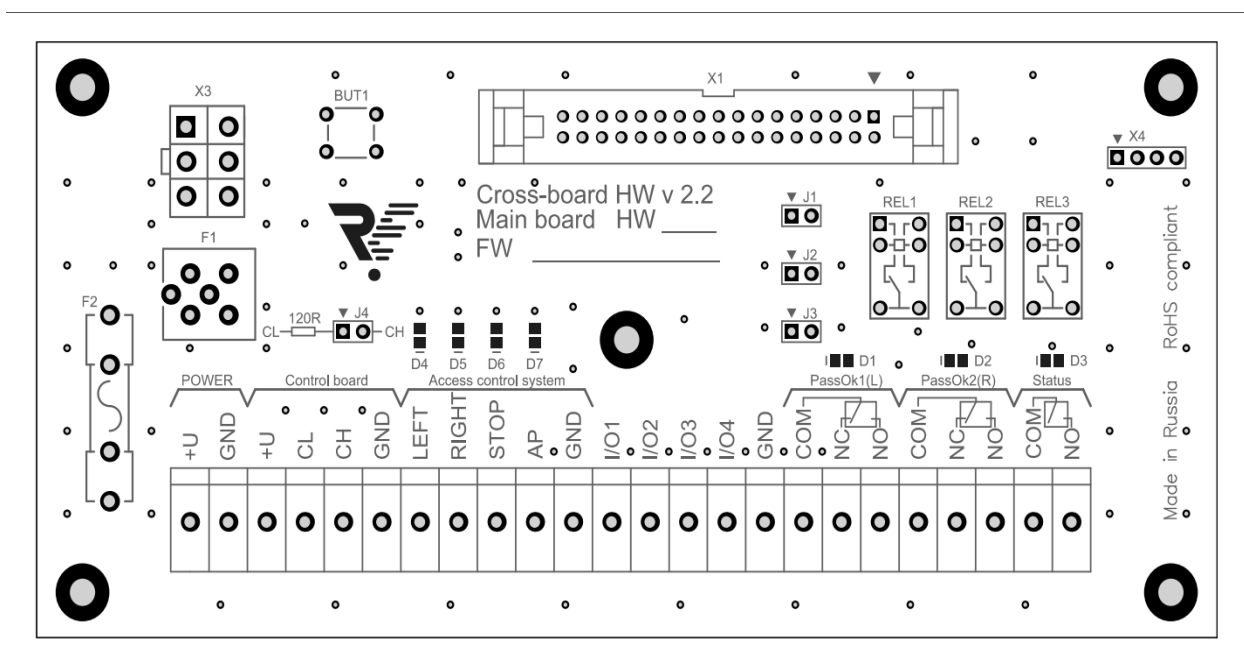 X3
BUT1
X1
X4
Cross-board HW v 2.2
Main board HW ____
FW ______________
J1
REL1 REL2 REL3
F1
J2
F2
CL 120R J4 CH
J3
D4 D5 D6 D7
D1 D2 D3
POWER Control board Access control system PassOk1(L) PassOk2(R) Status
+U GND +U CL CH GND LEFT RIGHT STOP AP GND I/O1 I/O2 I/O3 I/O4 GND COM NC NO COM NC NO COM NO
Made in Russia RoHS compliant